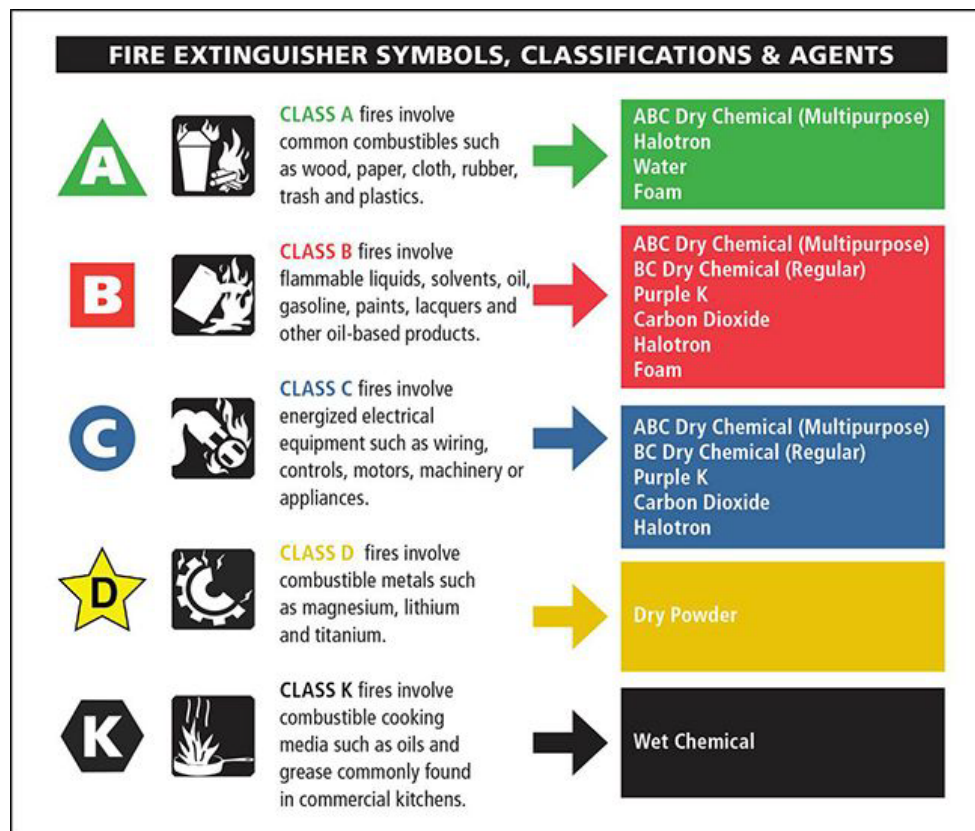 FIRE EXTINGUISHER SYMBOLS, CLASSIFICATIONS & AGENTS
A
CLASS A fires involve
common combustibles such
as wood, paper, cloth, rubber,
trash and plastics.
ABC Dry Chemical (Multipurpose)
Halotron
Water
Foam
B
CLASS B fires involve
flammable liquids, solvents, oil,
gasoline, paints, lacquers and
other oil-based products.
ABC Dry Chemical (Multipurpose)
BC Dry Chemical (Regular)
Purple K
Carbon Dioxide
Halotron
Foam
C
CLASS C fires involve
energized electrical
equipment such as wiring,
controls, motors, machinery or
appliances.
ABC Dry Chemical (Multipurpose)
BC Dry Chemical (Regular)
Purple K
Carbon Dioxide
Halotron
D
CLASS D fires involve
combustible metals such
as magnesium, lithium
and titanium.
Dry Powder
K
CLASS K fires involve
combustible cooking
media such as oils and
grease commonly found
in commercial kitchens.
Wet Chemical